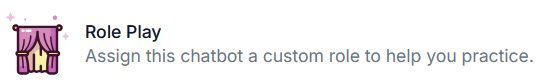 Role Play
Assign this chatbot a custom role to help you practice.